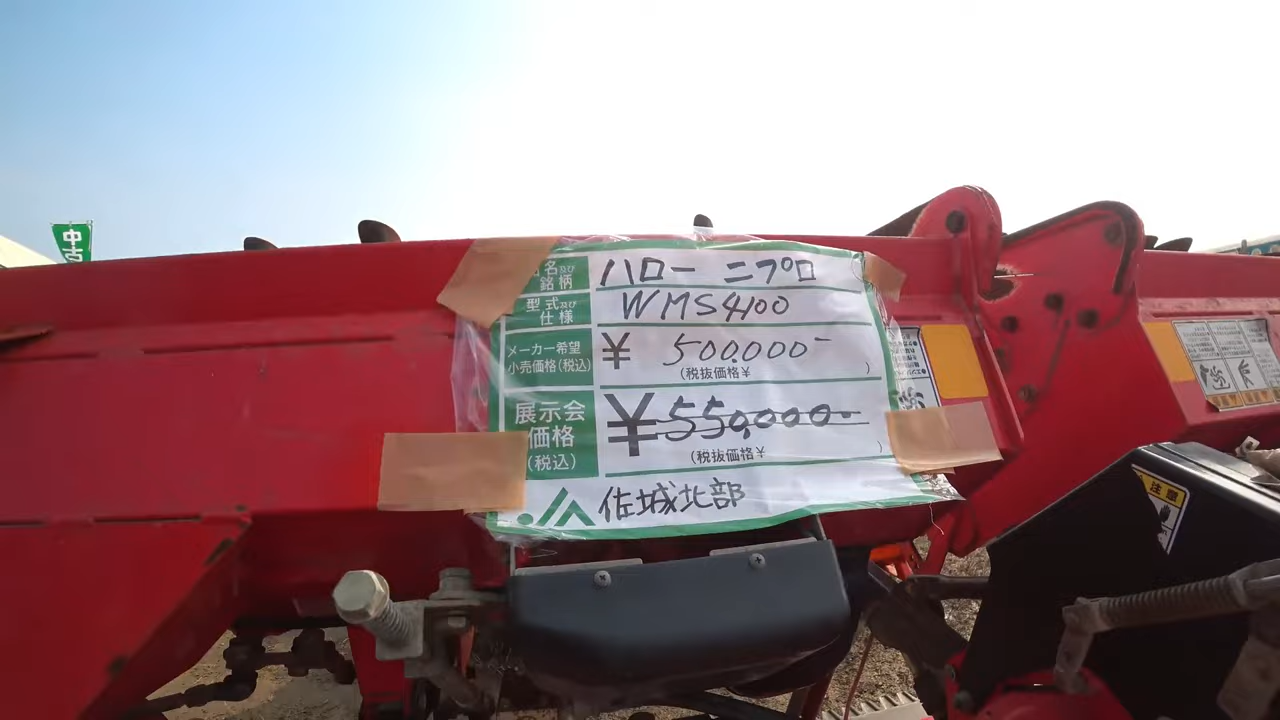 中古
品名及び銘柄 ハロー ニプロ
型式及び仕様 WMS4100
メーカー希望小売価格(税込) ¥ 500,000-
(税抜価格¥ )
展示会価格(税込) ¥550,000-
(税抜価格¥ )
JA 佐城北部
注意